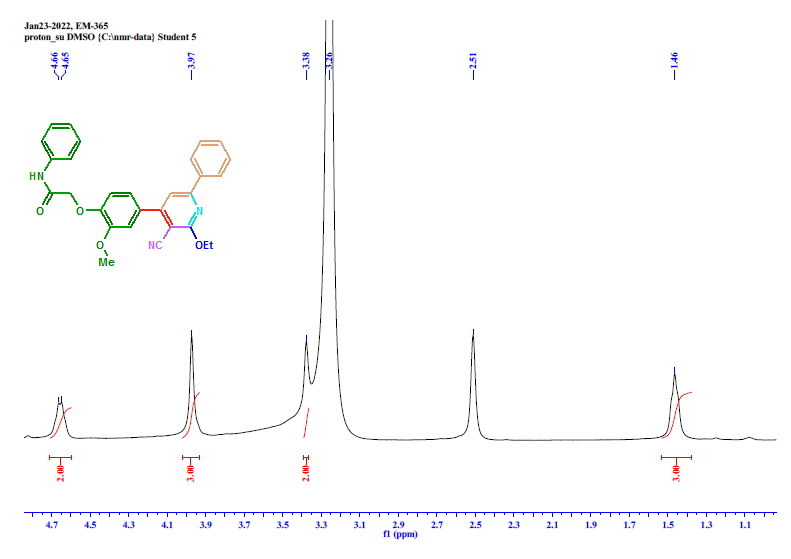 Jan23-2022, EM-365
proton_su DMSO {C:\nmr-data} Student 5
4.66
4.65
3.97
3.38
3.26
2.51
1.46
HN
O
O
O
Me
N
NC
OEt
2.00
3.00
2.00
3.00
4.7 4.5 4.3 4.1 3.9 3.7 3.5 3.3 3.1 2.9 2.7 2.5 2.3 2.1 1.9 1.7 1.5 1.3 1.1
f1 (ppm)